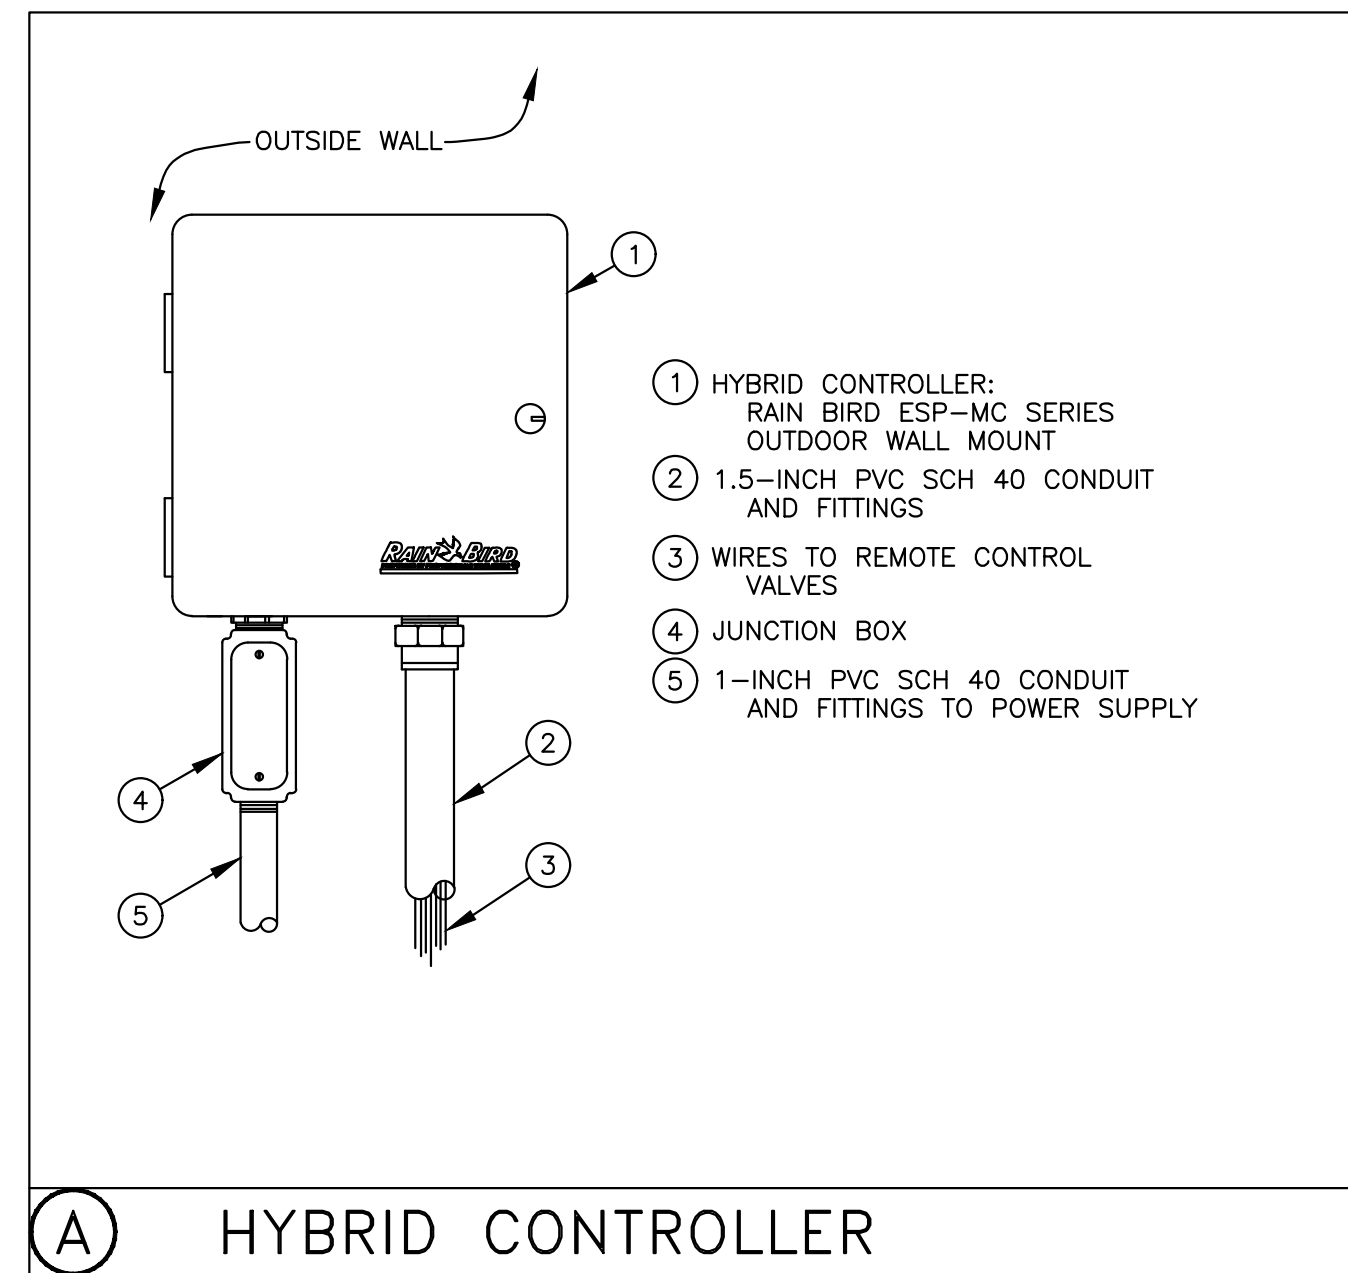 OUTSIDE WALL
1
1 HYBRID CONTROLLER:
RAIN BIRD ESP-MC SERIES
OUTDOOR WALL MOUNT
2 1.5-INCH PVC SCH 40 CONDUIT
AND FITTINGS
3 WIRES TO REMOTE CONTROL
VALVES
4 JUNCTION BOX
5 1-INCH PVC SCH 40 CONDUIT
AND FITTINGS TO POWER SUPPLY
RAIN BIRD
2
4
3
5
A HYBRID CONTROLLER